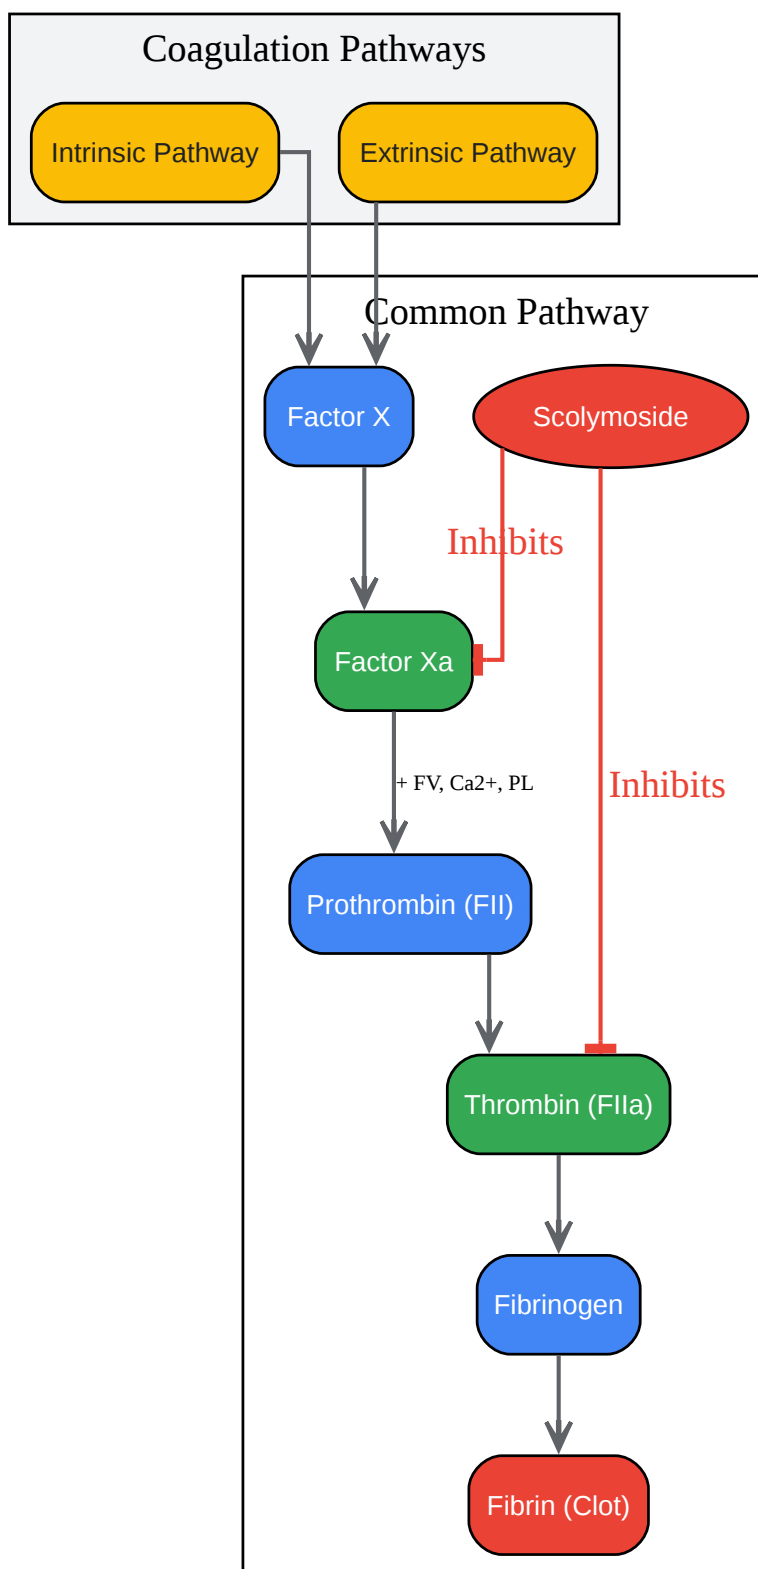 Coagulation Pathways
Intrinsic Pathway
Extrinsic Pathway
Common Pathway
Factor X
Scolymoside
Inhibits
Factor Xa
+ FV, Ca2+, PL
Inhibits
Prothrombin (FII)
Thrombin (FIIa)
Fibrinogen
Fibrin (Clot)